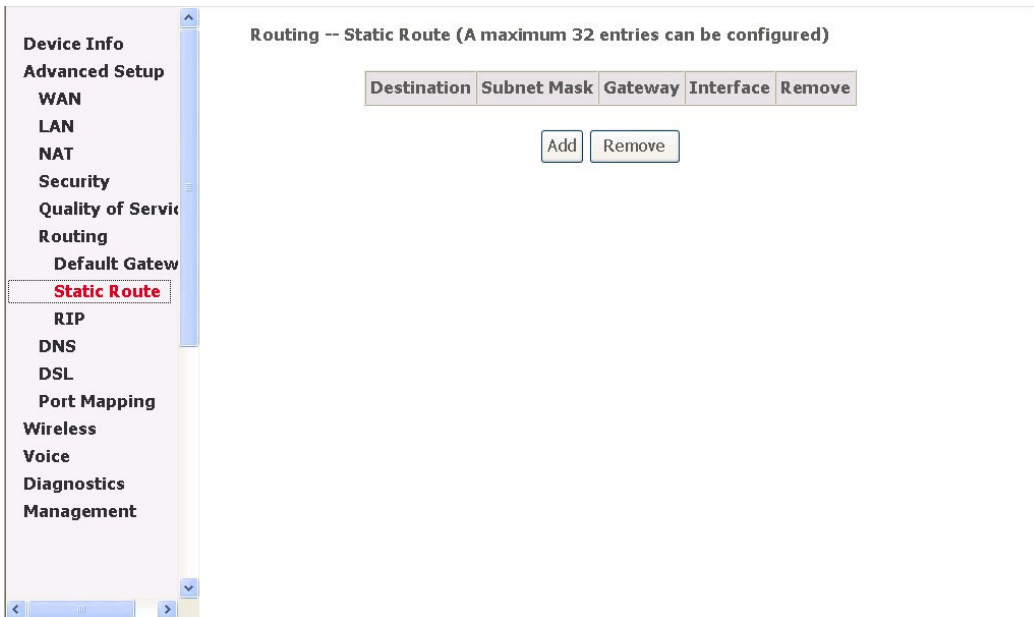 Device Info
Advanced Setup
WAN
LAN
NAT
Security
Quality of Servic
Routing
Default Gatew
Static Route
RIP
DNS
DSL
Port Mapping
Wireless
Voice
Diagnostics
Management
Routing -- Static Route (A maximum 32 entries can be configured)
Destination Subnet Mask Gateway Interface Remove
Add Remove